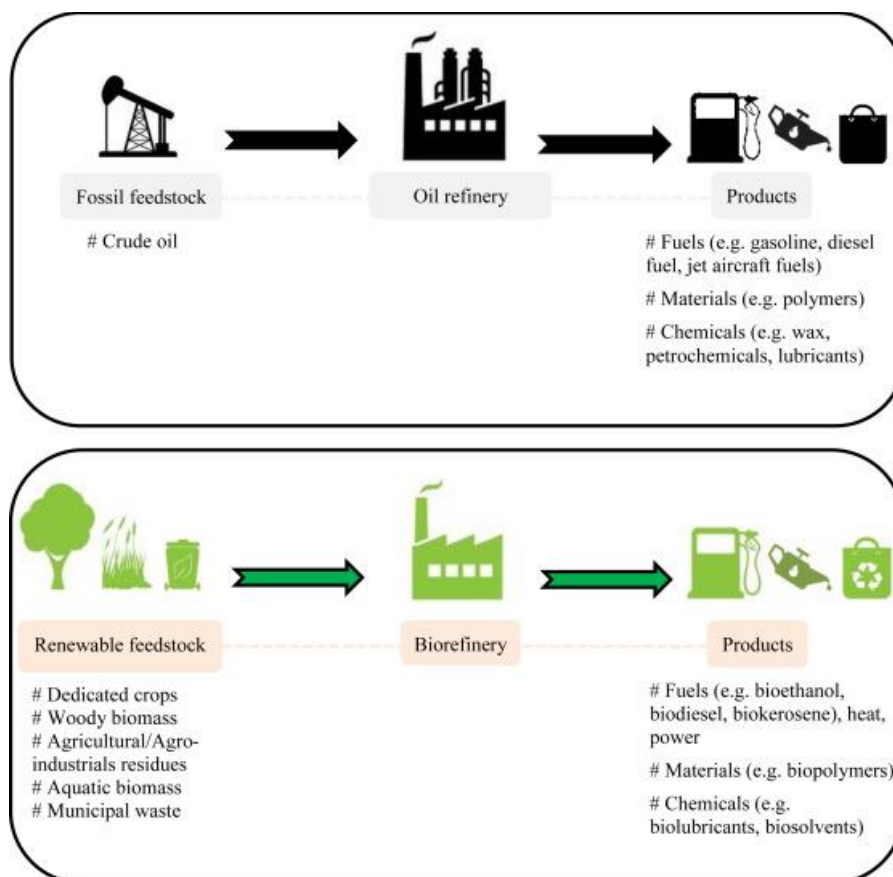 Fossil feedstock
Oil refinery
Products
# Crude oil
# Fuels (e.g. gasoline, diesel
fuel, jet aircraft fuels)
# Materials (e.g. polymers)
# Chemicals (e.g. wax,
petrochemicals, lubricants)
Renewable feedstock
Biorefinery
Products
# Dedicated crops
# Woody biomass
# Agricultural/Agro-
industrials residues
# Aquatic biomass
# Municipal waste
# Fuels (e.g. bioethanol,
biodiesel, biokerosene), heat,
power
# Materials (e.g. biopolymers)
# Chemicals (e.g.
biolubricants, biosolvents)